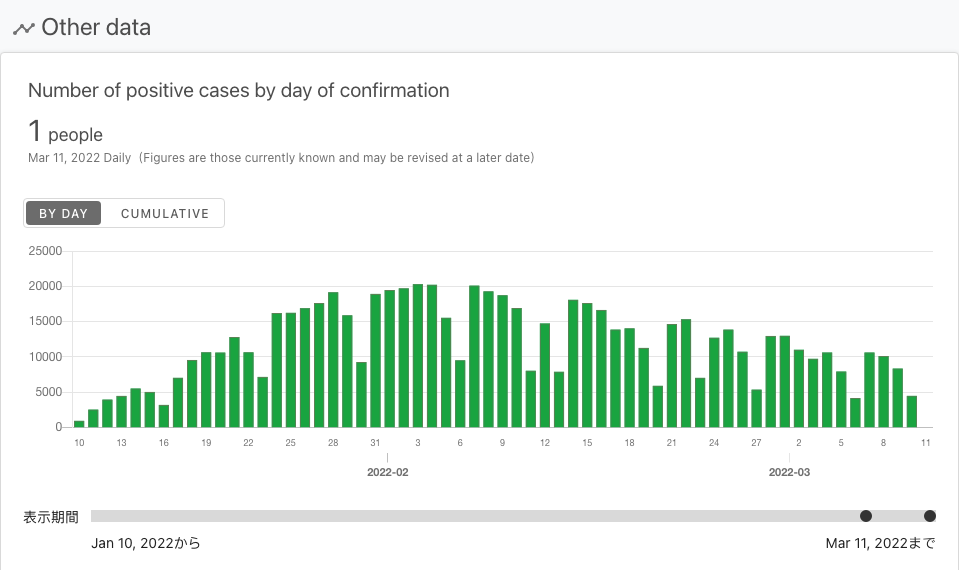 Other data
Number of positive cases by day of confirmation
1 people
Mar 11, 2022 Daily (Figures are those currently known and may be revised at a later date)
BY DAY CUMULATIVE
25000
20000
15000
10000
5000
0
10 13 16 19 22 25 28 31 3 6 9 12 15 18 21 24 27 2 5 8 11
2022-02 2022-03
表示期間
Jan 10, 2022から Mar 11, 2022まで